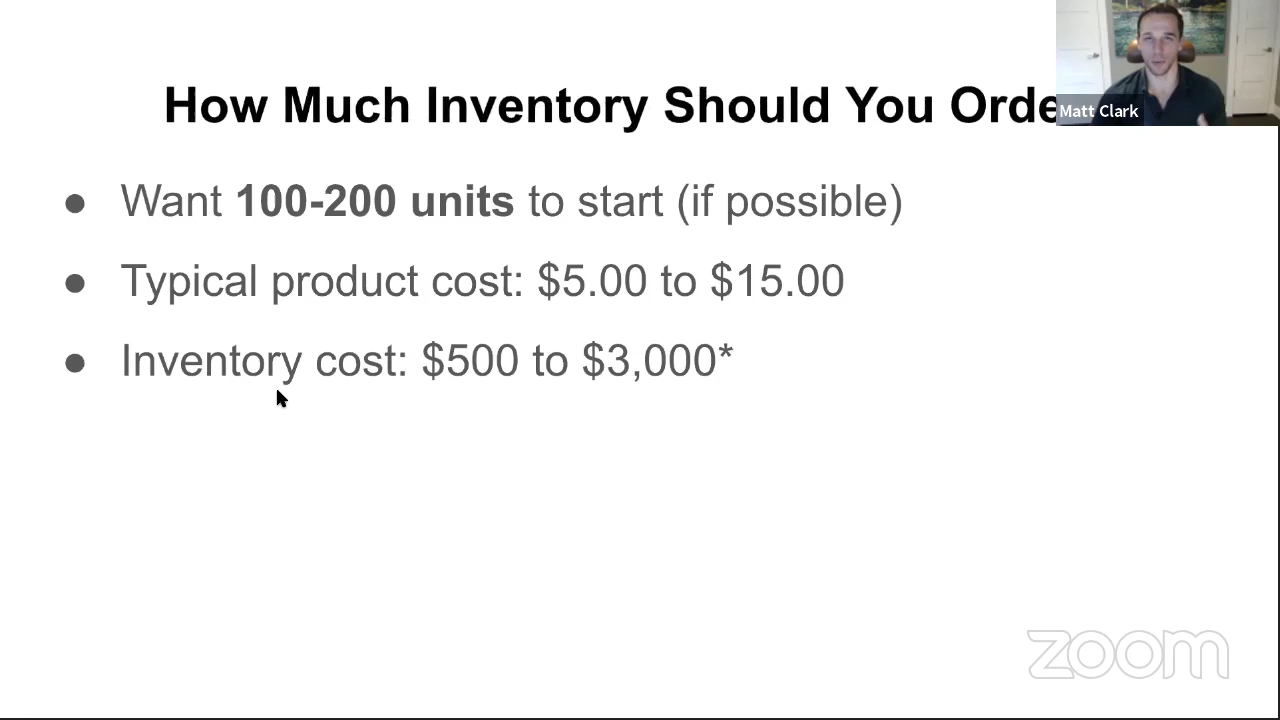 How Much Inventory Should You Orde
Matt Clark
● Want 100-200 units to start (if possible)
● Typical product cost: $5.00 to $15.00
● Inventory cost: $500 to $3,000*
zoom